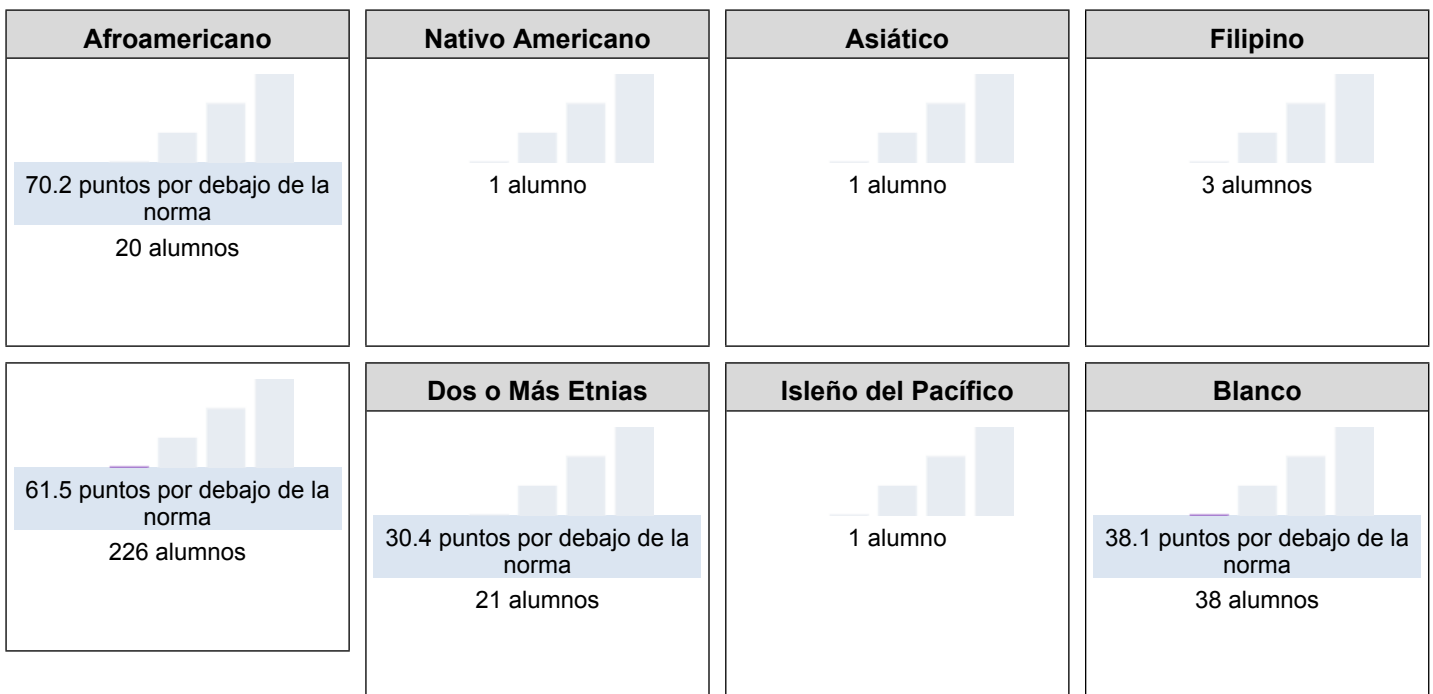 Afroamericano
70.2 puntos por debajo de la
norma
20 alumnos
Nativo Americano
1 alumno
Asiático
1 alumno
Filipino
3 alumnos
61.5 puntos por debajo de la
norma
226 alumnos
Dos o Más Etnias
30.4 puntos por debajo de la
norma
21 alumnos
Isleño del Pacífico
1 alumno
Blanco
38.1 puntos por debajo de la
norma
38 alumnos